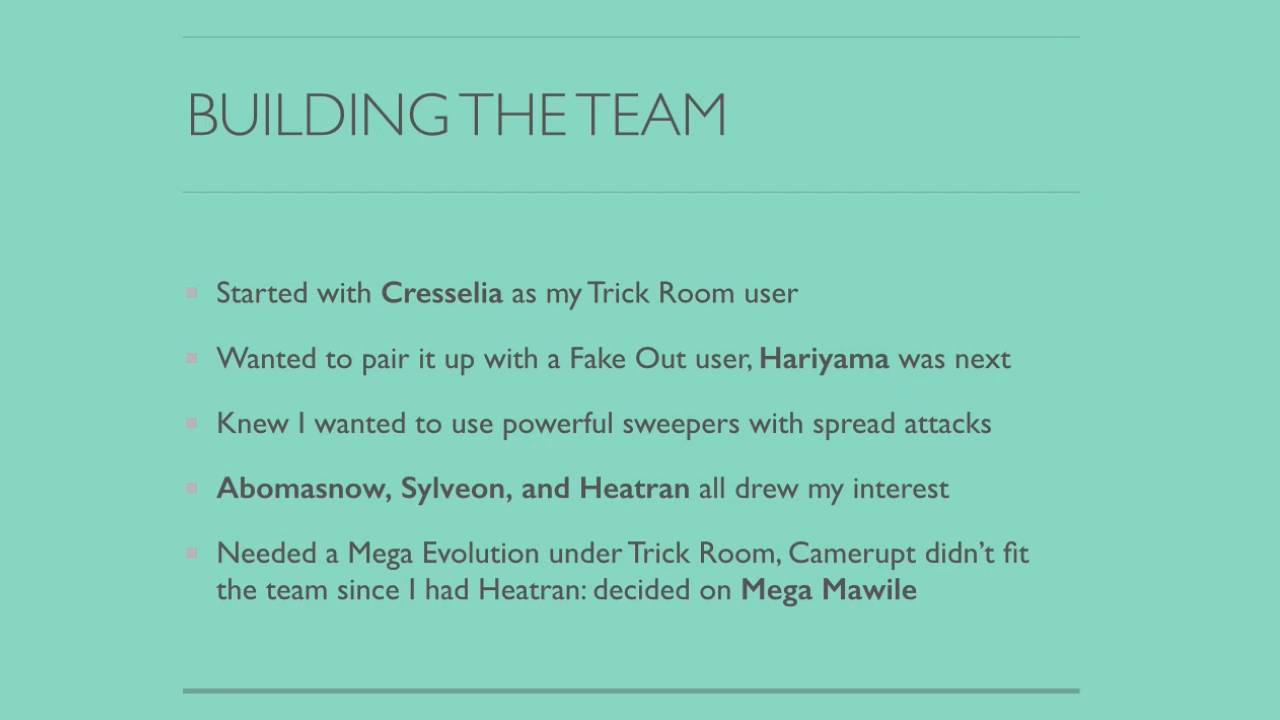 BUILDING THE TEAM
Started with Cresselia as my Trick Room user
Wanted to pair it up with a Fake Out user, Hariyama was next
Knew I wanted to use powerful sweepers with spread attacks
Abomasnow, Sylveon, and Heatran all drew my interest
Needed a Mega Evolution under Trick Room, Camerupt didn’t fit
the team since I had Heatran: decided on Mega Mawile